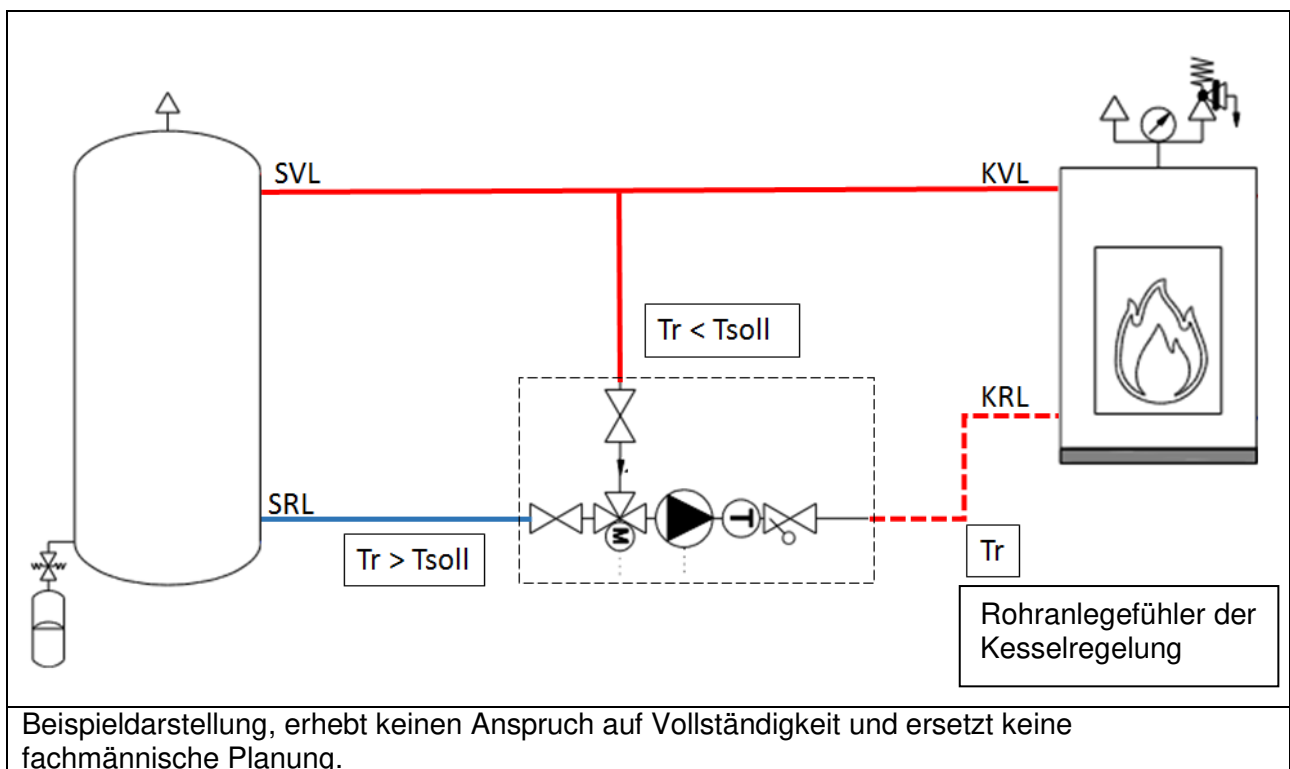 SVL
KVL
Tr < Tsoll
KRL
SRL
M
T
Tr > Tsoll
Tr
Rohranlegefühler der
Kesselregelung
Beispieldarstellung, erhebt keinen Anspruch auf Vollständigkeit und ersetzt keine
fachmännische Planung.